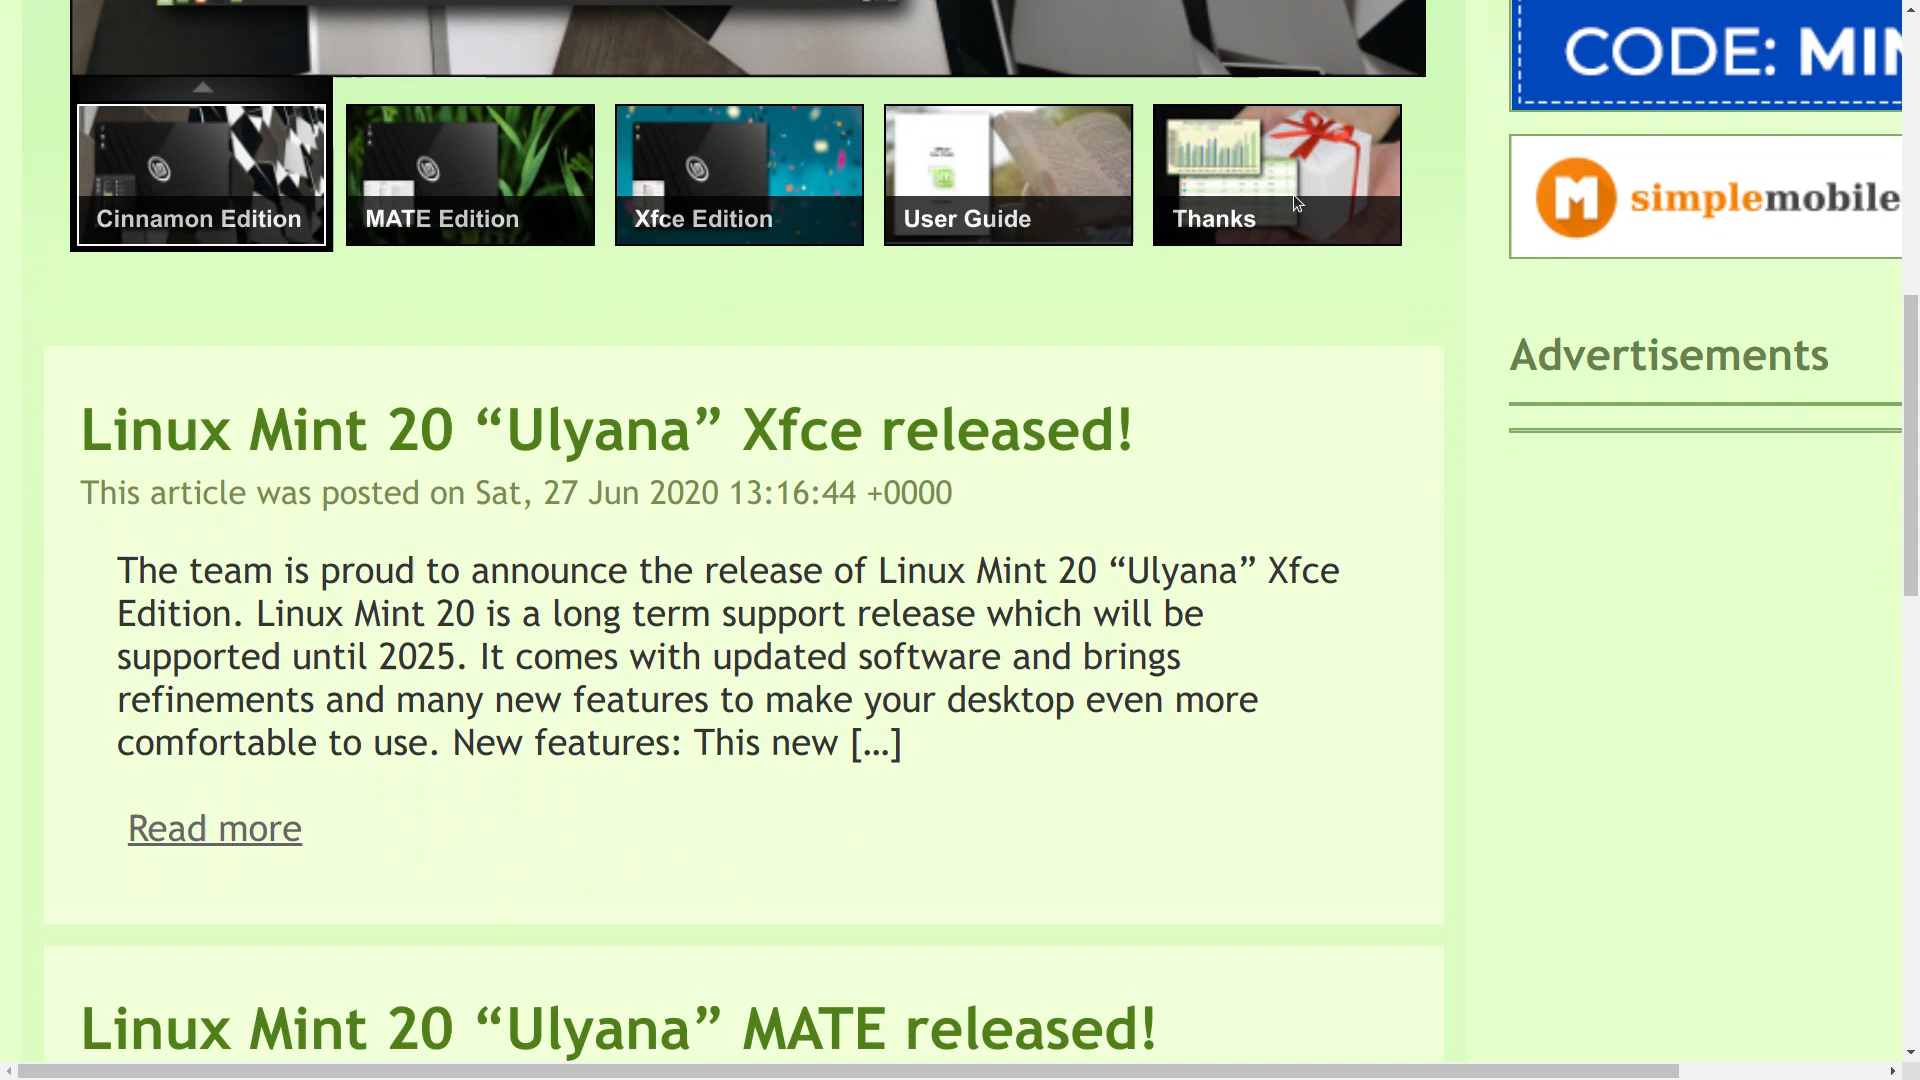 CODE: MIN
Cinnamon Edition
MATE Edition
Xfce Edition
User Guide
Thanks
simplemobile
Advertisements
Linux Mint 20 “Ulyana” Xfce released!
This article was posted on Sat, 27 Jun 2020 13:16:44 +0000
The team is proud to announce the release of Linux Mint 20 “Ulyana” Xfce
Edition. Linux Mint 20 is a long term support release which will be
supported until 2025. It comes with updated software and brings
refinements and many new features to make your desktop even more
comfortable to use. New features: This new […]
Read more
Linux Mint 20 “Ulyana” MATE released!